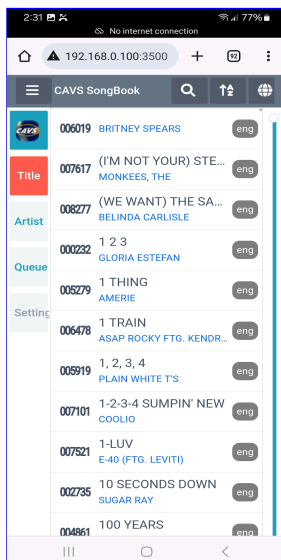 2:31 77%
No internet connection
192.168.0.100:3500 + 92
CAVS SongBook
CAVS
006019 BRITNEY SPEARS eng
Title
007617 (I'M NOT YOUR) STE... eng
MONKEES, THE
008277 (WE WANT) THE SA... eng
BELINDA CARLISLE
Artist
000232 1 2 3 eng
GLORIA ESTEFAN
Queue
005279 1 THING eng
AMERIE
Setting
006478 1 TRAIN eng
ASAP ROCKY FTG. KENDR...
005919 1, 2, 3, 4 eng
PLAIN WHITE T'S
007101 1-2-3-4 SUMPIN' NEW eng
COOLIO
007521 1-LUV eng
E-40 (FTG. LEVITI)
002735 10 SECONDS DOWN eng
SUGAR RAY
004861 100 YEARS eng